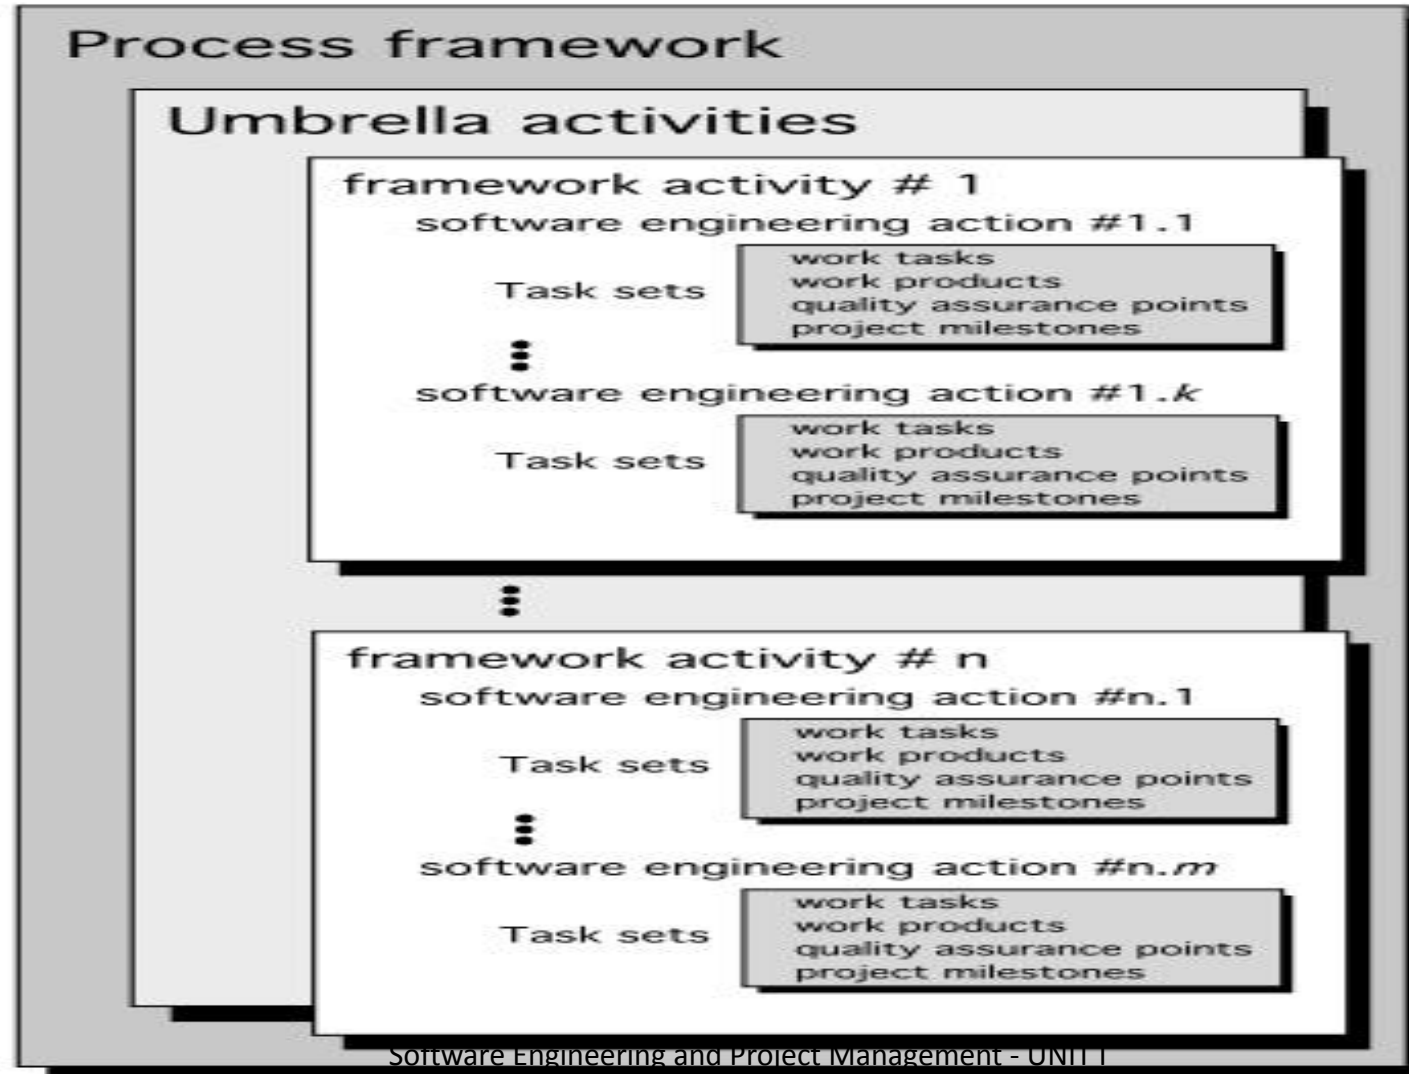 Process framework
Umbrella activities
framework activity # 1
software engineering action #1.1
Task sets
work tasks
work products
quality assurance points
project milestones
software engineering action #1.k
Task sets
work tasks
work products
quality assurance points
project milestones
framework activity # n
software engineering action #n.1
Task sets
work tasks
work products
quality assurance points
project milestones
software engineering action #n.m
Task sets
work tasks
work products
quality assurance points
project milestones
Software Engineering and Project Management - UNIT I